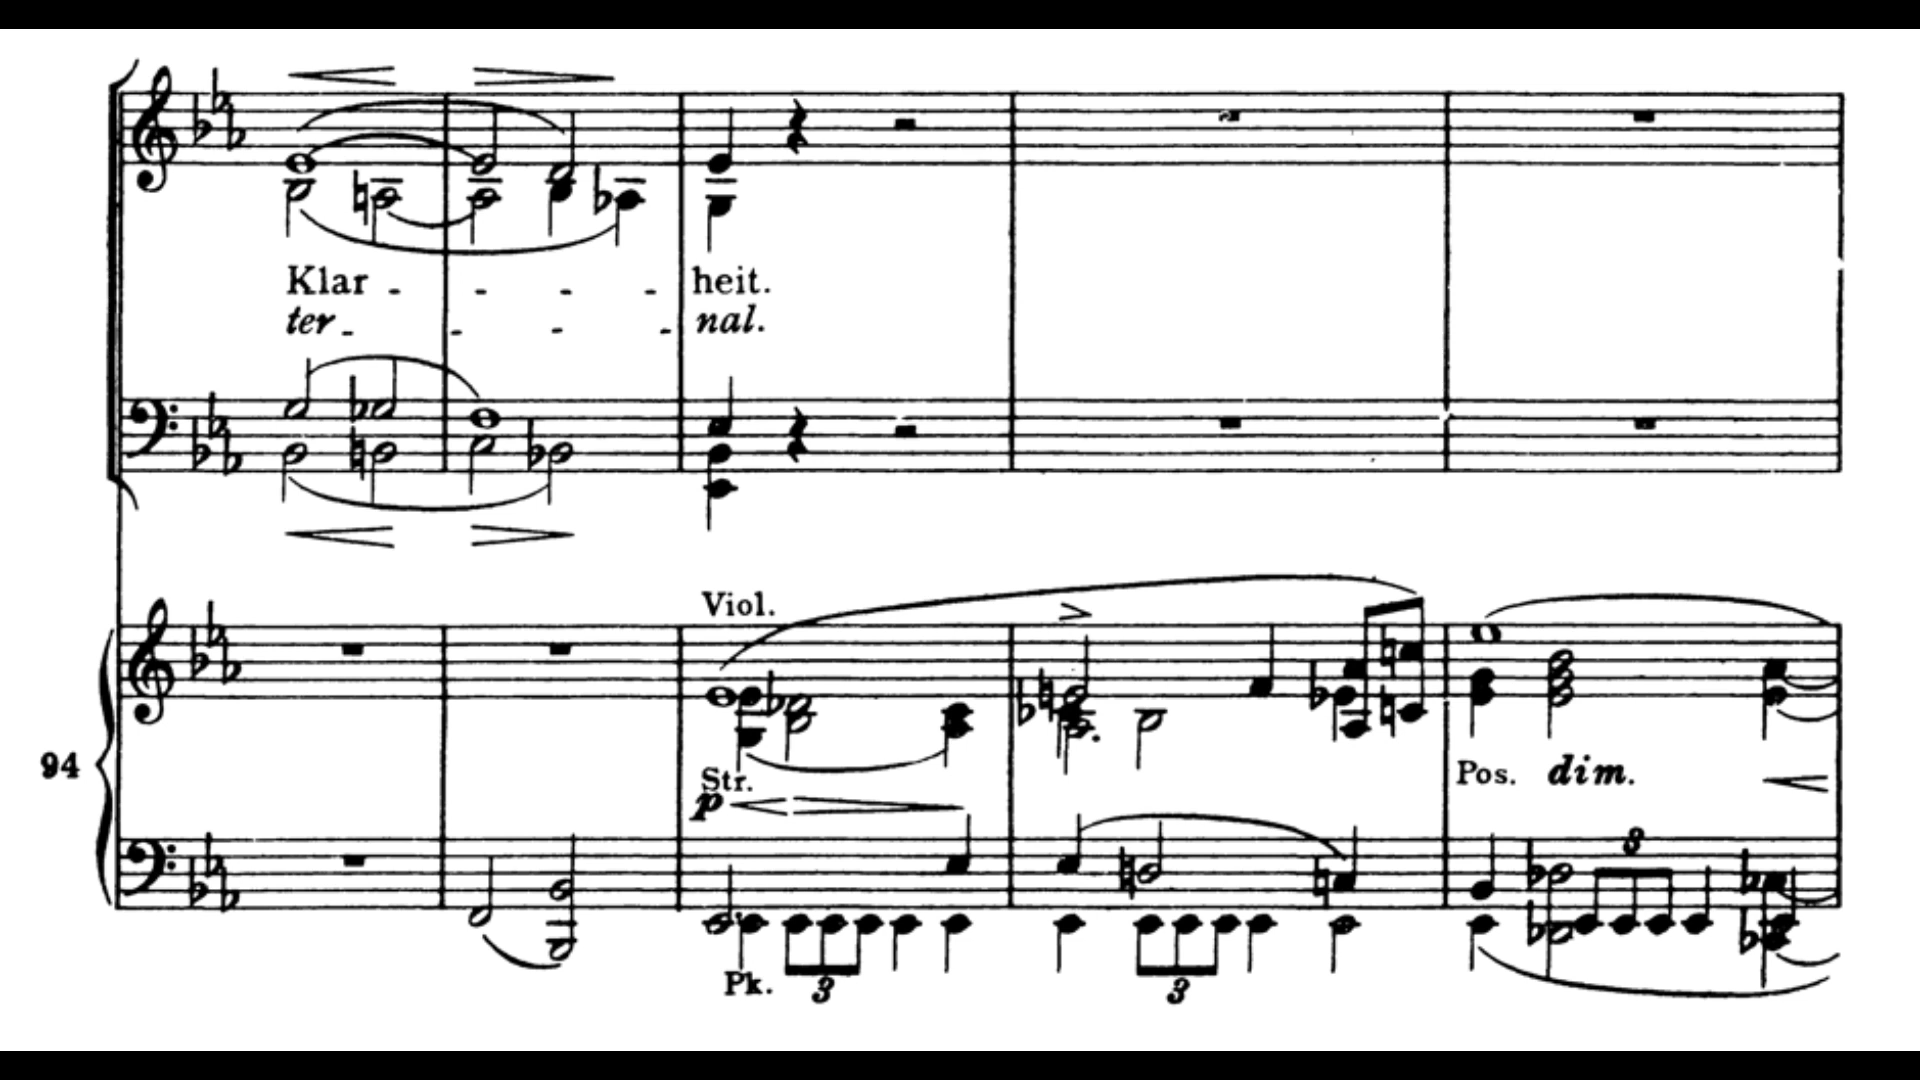 Klar - - - - heit.
ter - - - - nal.
Viol.
94
Str.
p
Pos. dim.
3
Pk. 3 3